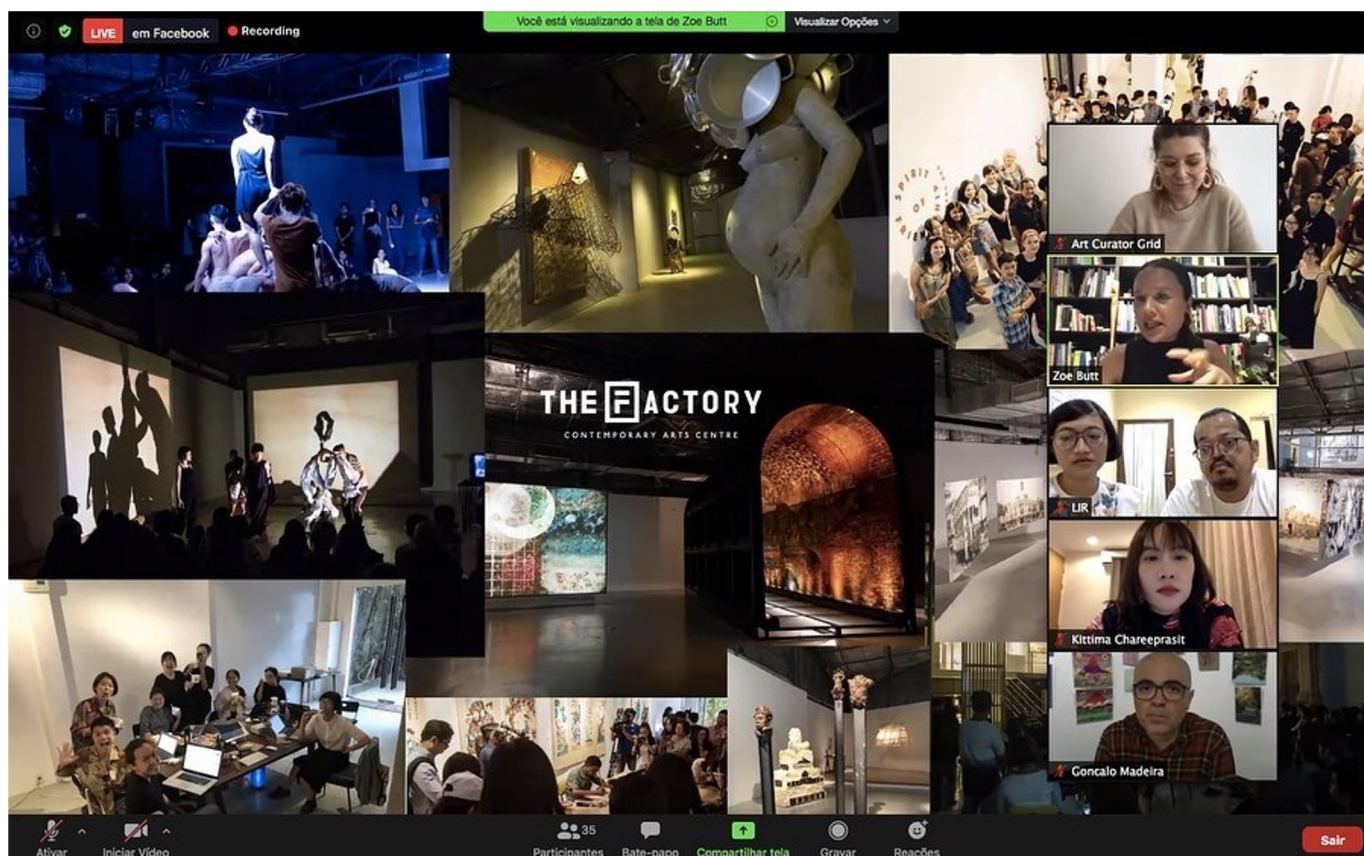 LIVE em Facebook
Recording
Você está visualizando a tela de Zoe Butt
Visualizar Opções
SPIRIT
OF
Art Curator Grid
Zoe Butt
THE FACTORY
CONTEMPORARY ARTS CENTRE
LIR
Kittima Chareeprasit
Goncalo Madeira
35
Ativar
Iniciar Vídeo
Participantes
Bate-papo
Compartilhar tela
Gravar
Reações
Sair